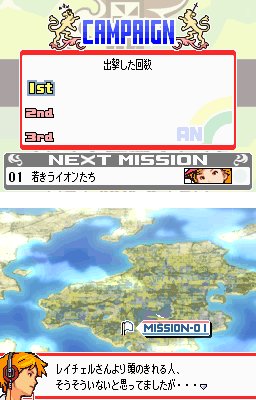 CAMPAIGN
出撃した回数
1st
2nd
3rd
AN
NEXT MISSION
01 若きライオンたち
MISSION-01
レイチェルさんより頭のきれる人、
そうそういないと思ってましたが・・・